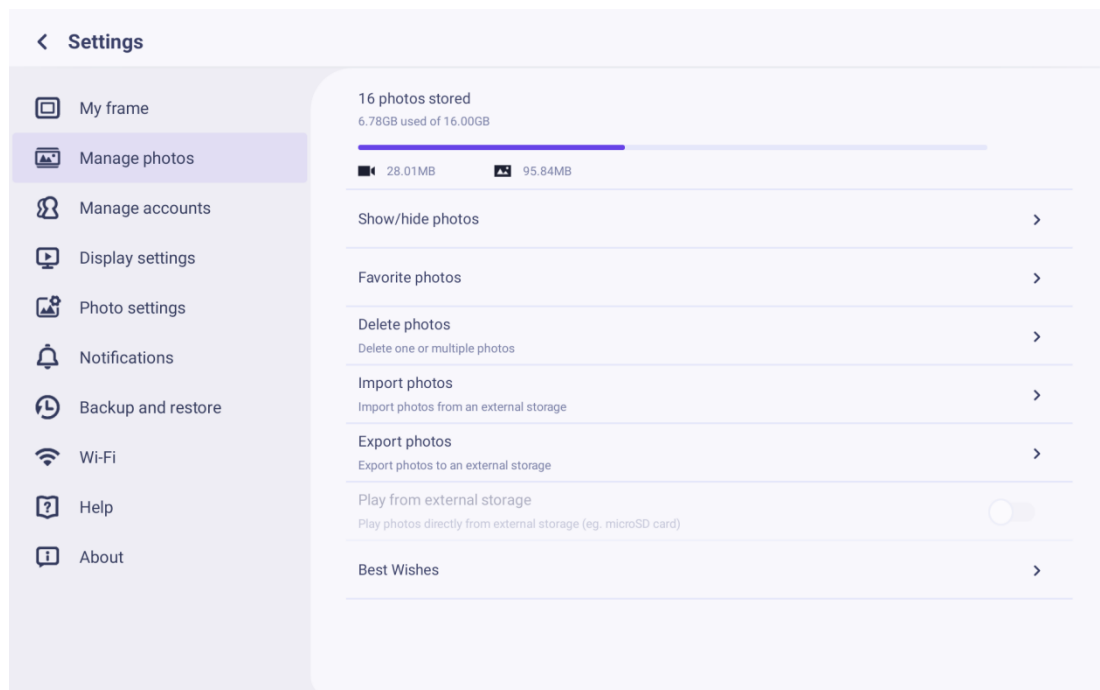 Settings
My frame
Manage photos
Manage accounts
Display settings
Photo settings
Notifications
Backup and restore
Wi-Fi
Help
About
16 photos stored
6.78GB used of 16.00GB
28.01MB 95.84MB
Show/hide photos
Favorite photos
Delete photos
Delete one or multiple photos
Import photos
Import photos from an external storage
Export photos
Export photos to an external storage
Play from external storage
Play photos directly from external storage (eg. microSD card)
Best Wishes